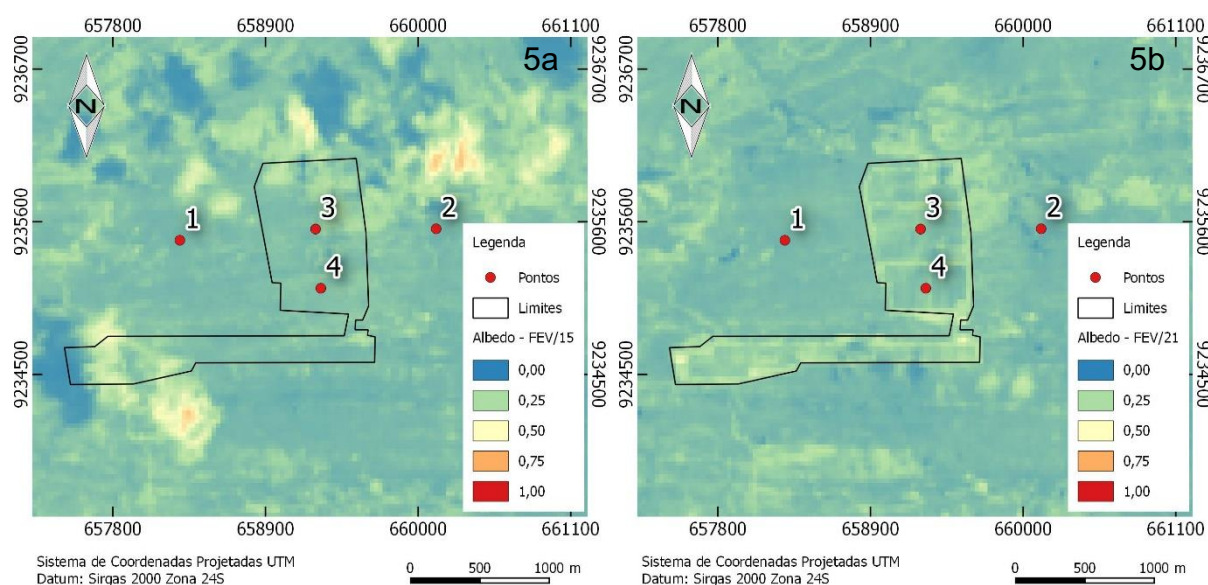 657800 658900 660000 661100
5a
9236700
9236700
N
1
3
2
4
9235600
9235600
Legenda
Pontos
Limites
Albedo - FEV/15
0,00
0,25
0,50
0,75
1,00
9234500
9234500
657800 658900 660000 661100
Sistema de Coordenadas Projetadas UTM
Datum: Sirgas 2000 Zona 24S
0 1000 m
657800 658900 660000 661100
5b
9236700
9236700
N
1
3
2
4
9235600
9235600
Legenda
Pontos
Limites
Albedo - FEV/21
0,00
0,25
0,50
0,75
1,00
9234500
9234500
657800 658900 660000 661100
Sistema de Coordenadas Projetadas UTM
Datum: Sirgas 2000 Zona 24S
0 1000 m